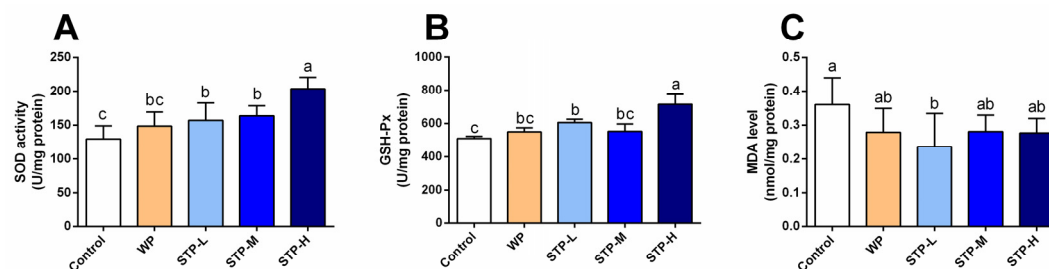 A
SOD activity
(U/mg protein)
250
200
150
100
50
0
c
bc
b
b
a
Control
WP
STP-L
STP-M
STP-H
B
GSH-Px
(U/mg protein)
1000
800
600
400
200
0
c
bc
b
bc
a
Control
WP
STP-L
STP-M
STP-H
C
MDA level
(nmol/mg protein)
0.5
0.4
0.3
0.2
0.1
0.0
a
ab
b
ab
ab
Control
WP
STP-L
STP-M
STP-H